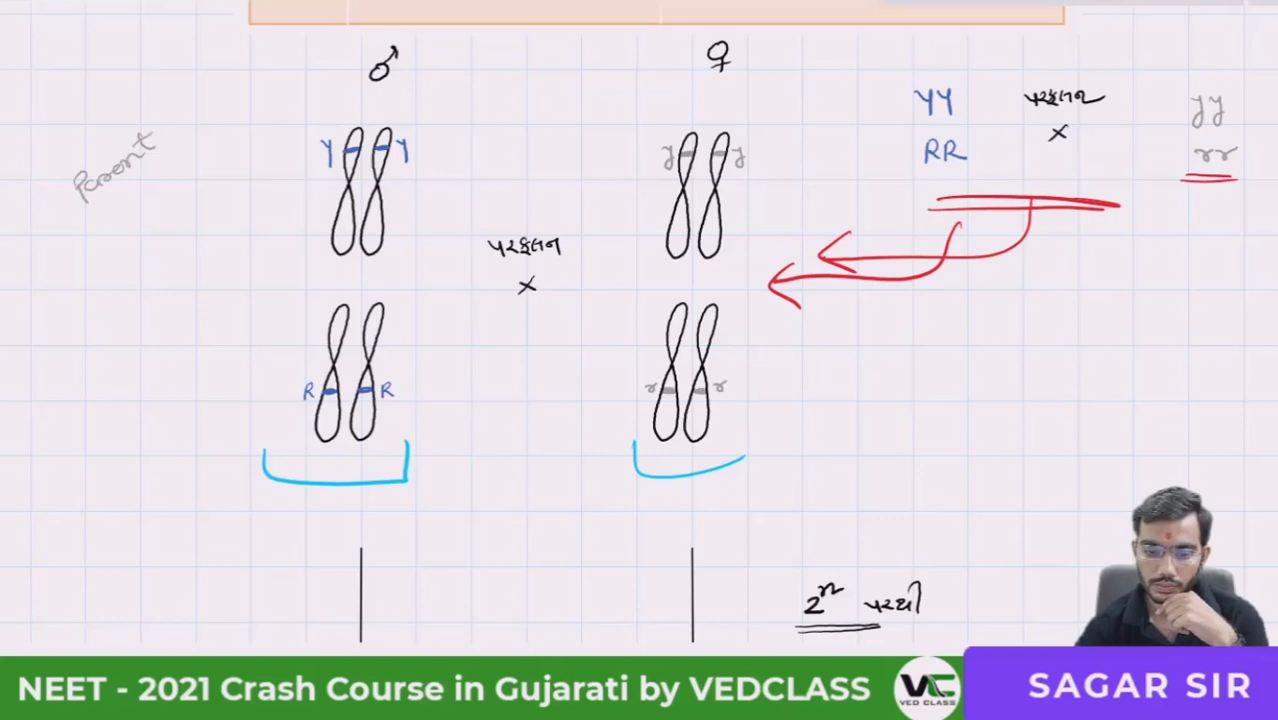 ♂
♀
Parent
Y Y
y y
YY
RR
પરફલન
×
yy
rr
પરફલન
×
R R
r r
2ⁿ પરથી
NEET - 2021 Crash Course in Gujarati by VEDCLASS
VC
VED CLASS
SAGAR SIR